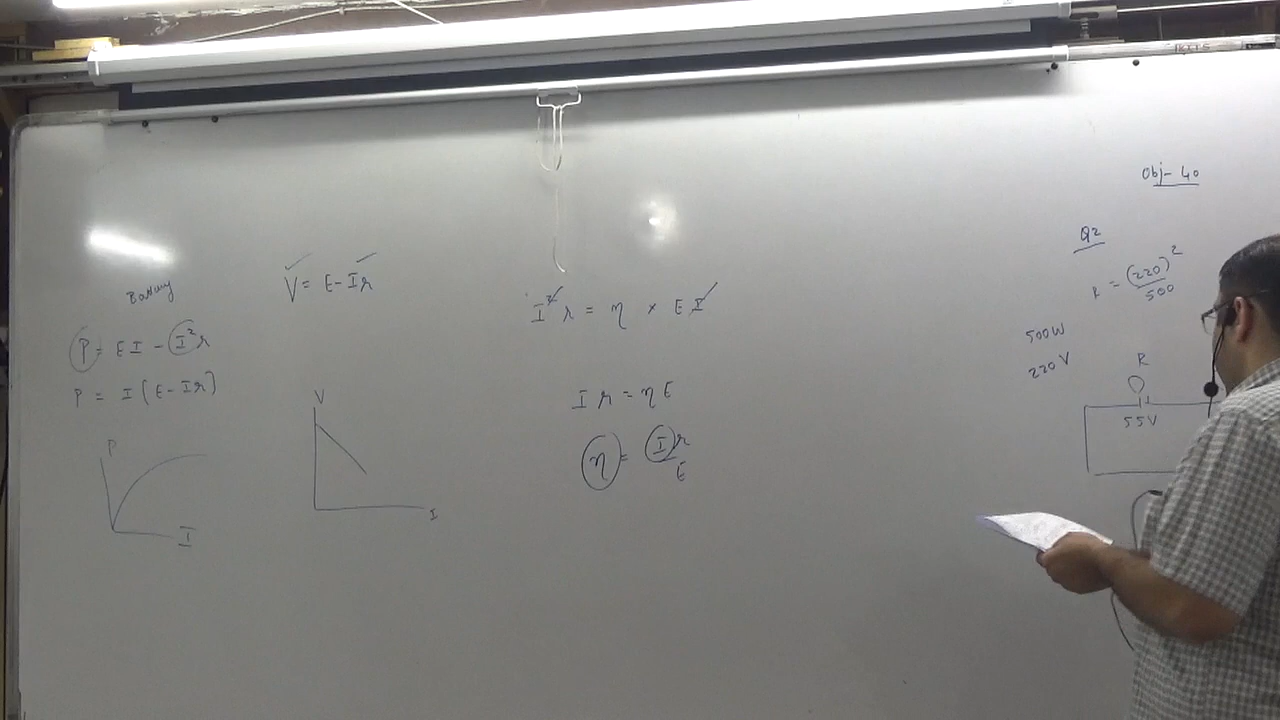 Obj- 40
Q2
R = (220)²/500
500W
220V
R
55V
Battery
P = EI - I²r
P = I(E-Ir)
P
I
V = E-Ir
V
I
I²r = η × EI
Ir = ηE
η = Ir/E